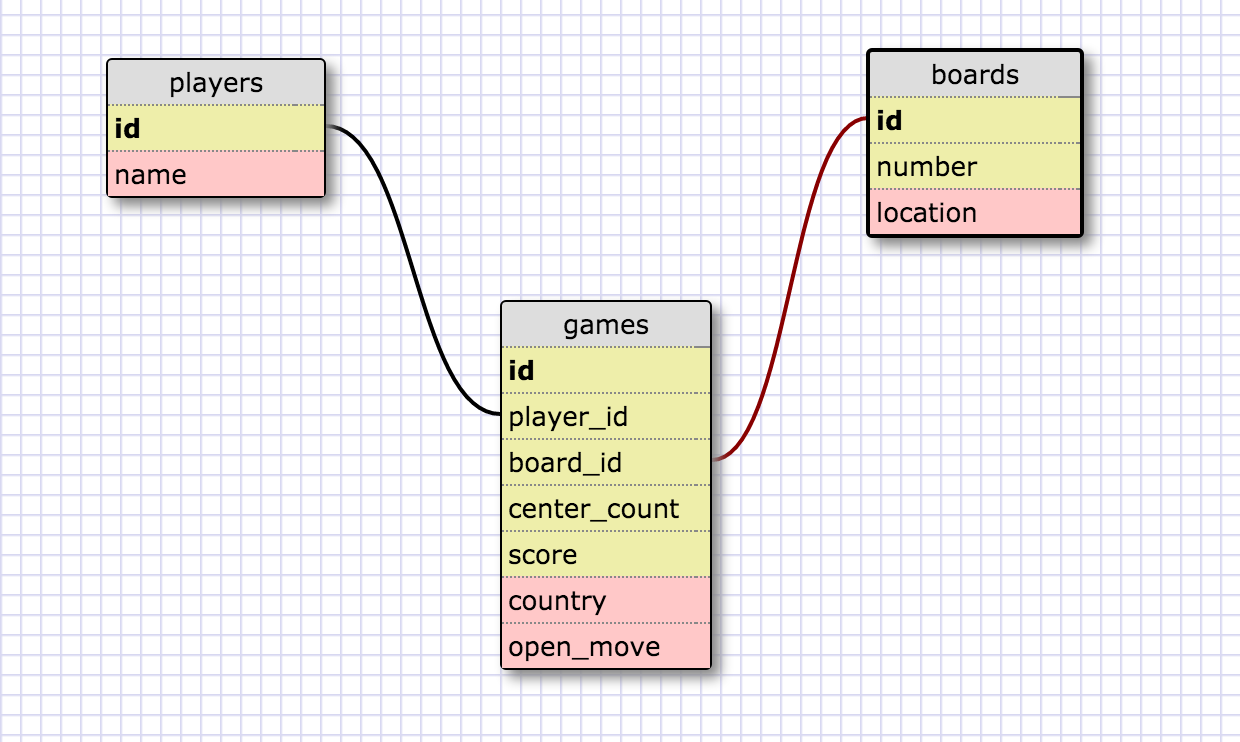 players
id
name
boards
id
number
location
games
id
player_id
board_id
center_count
score
country
open_move